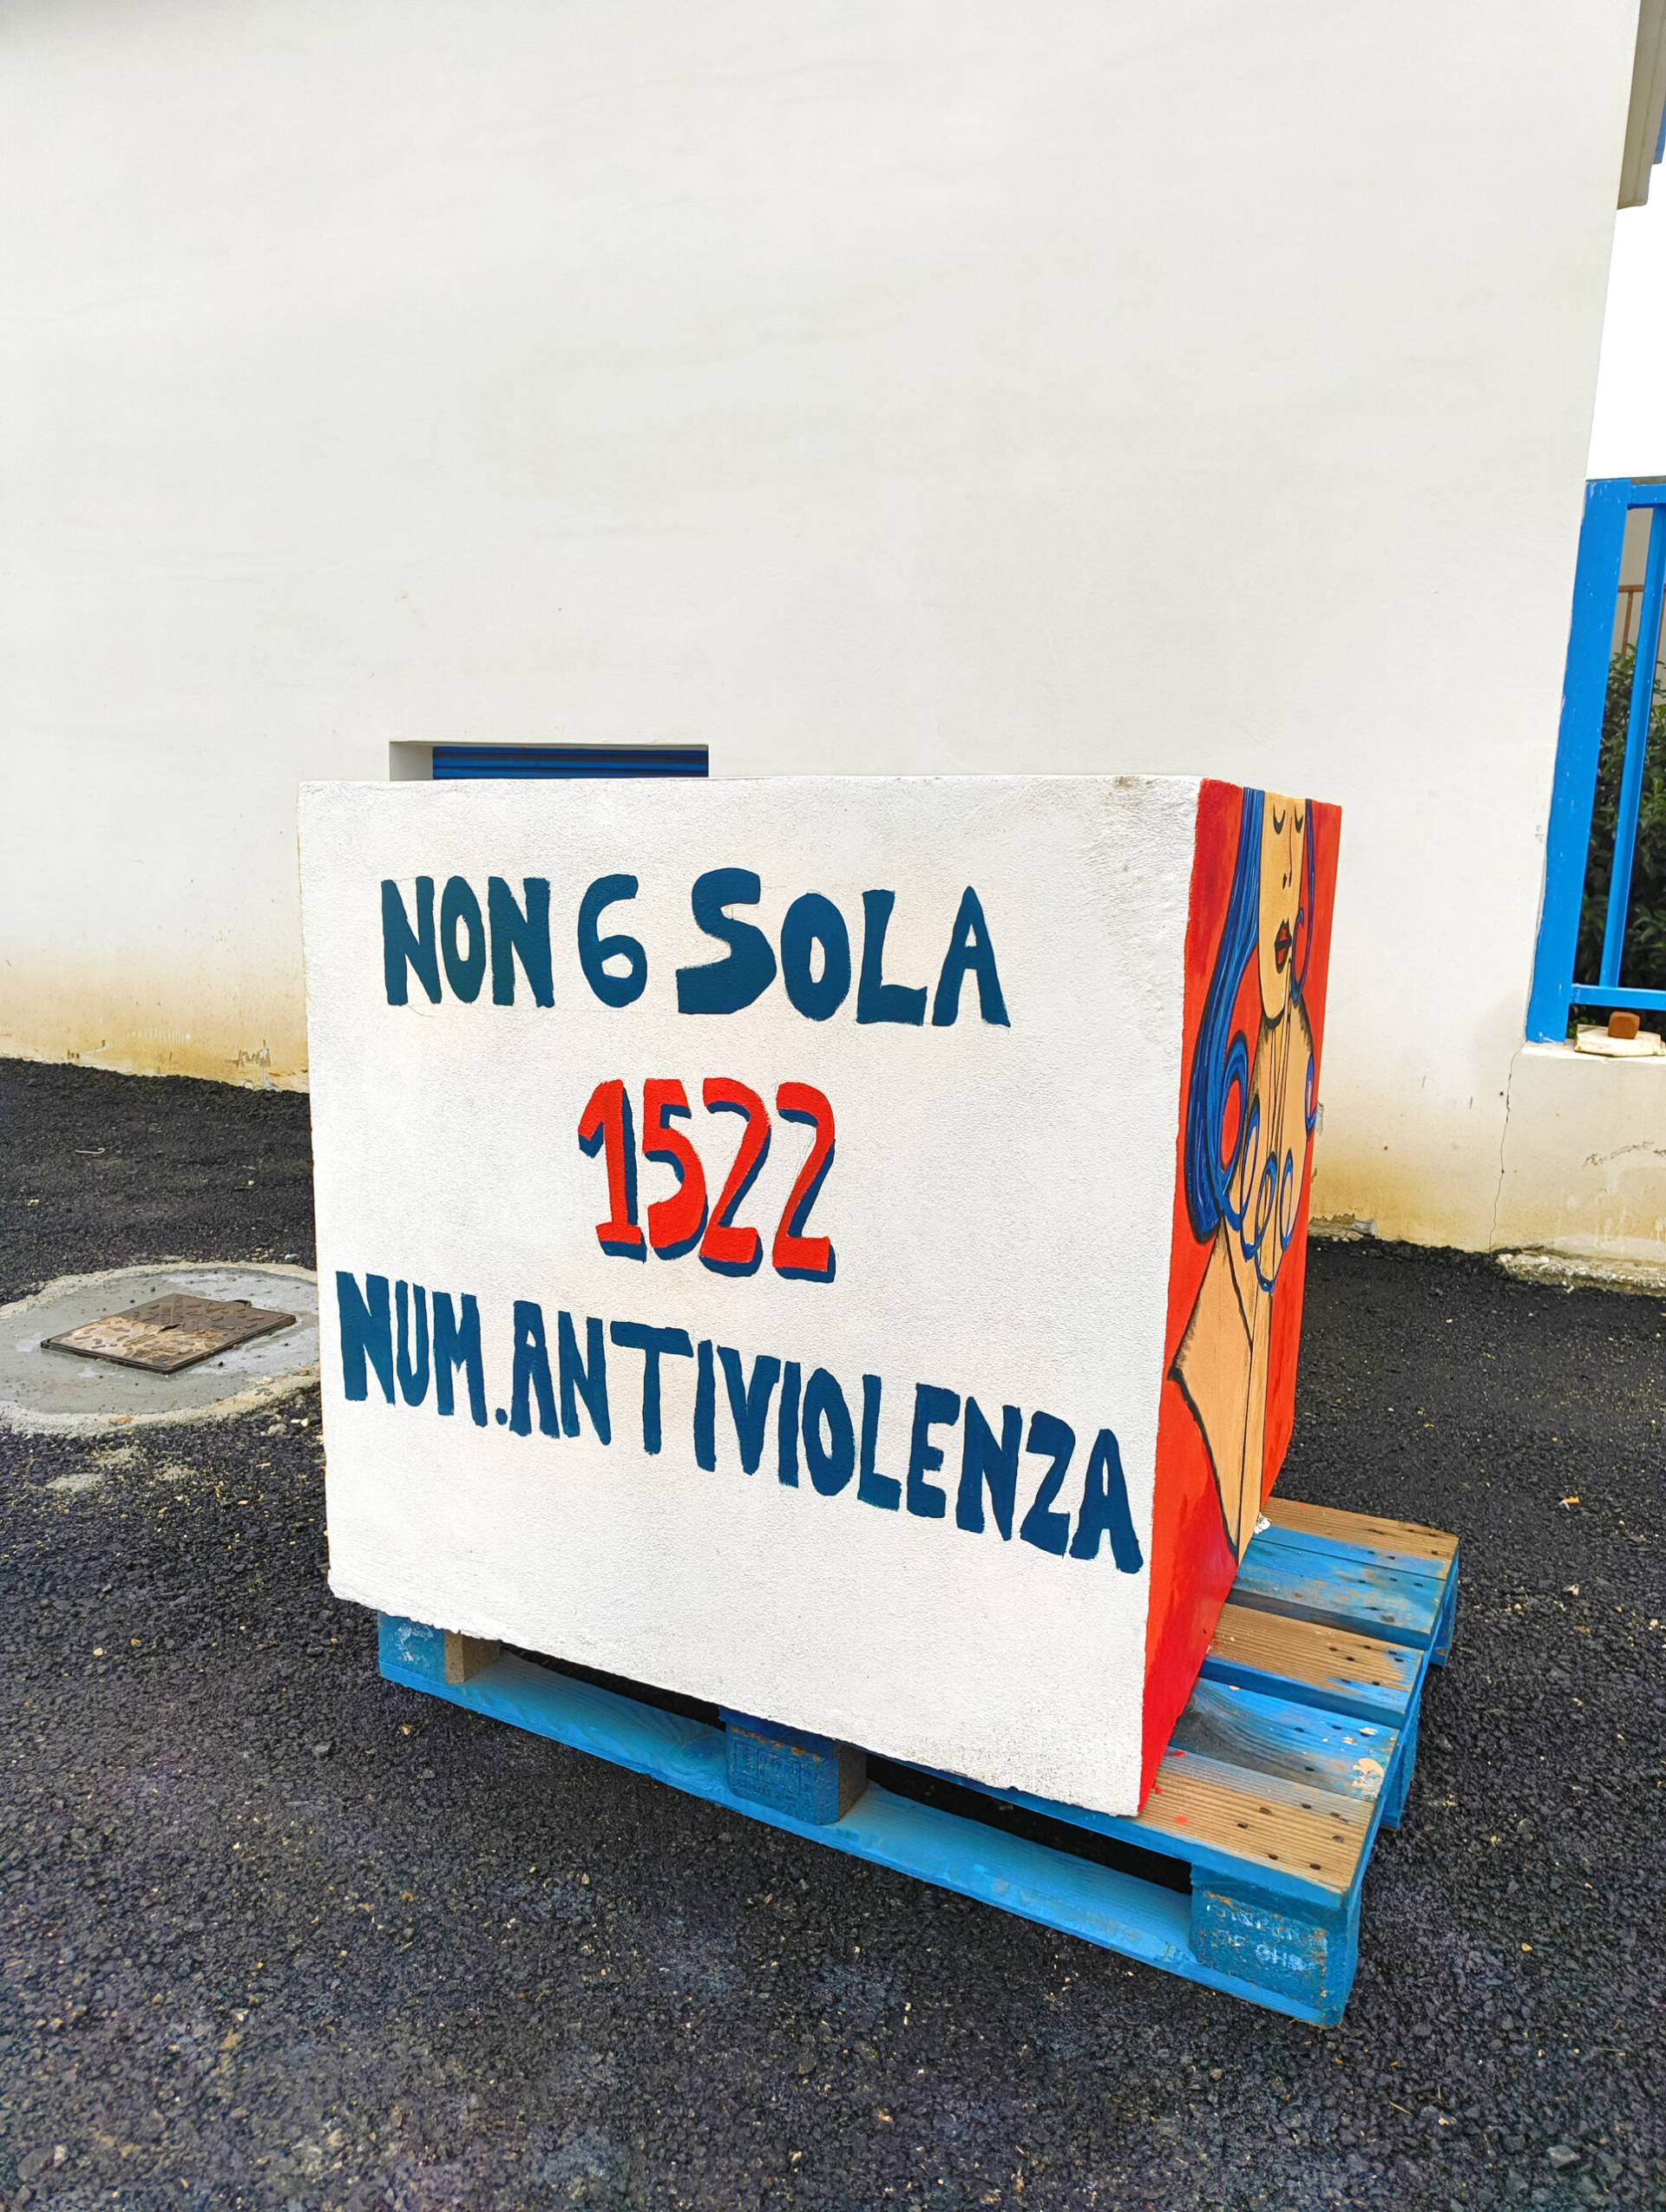 NON 6 SOLA
1522
NUM.ANTIVIOLENZA